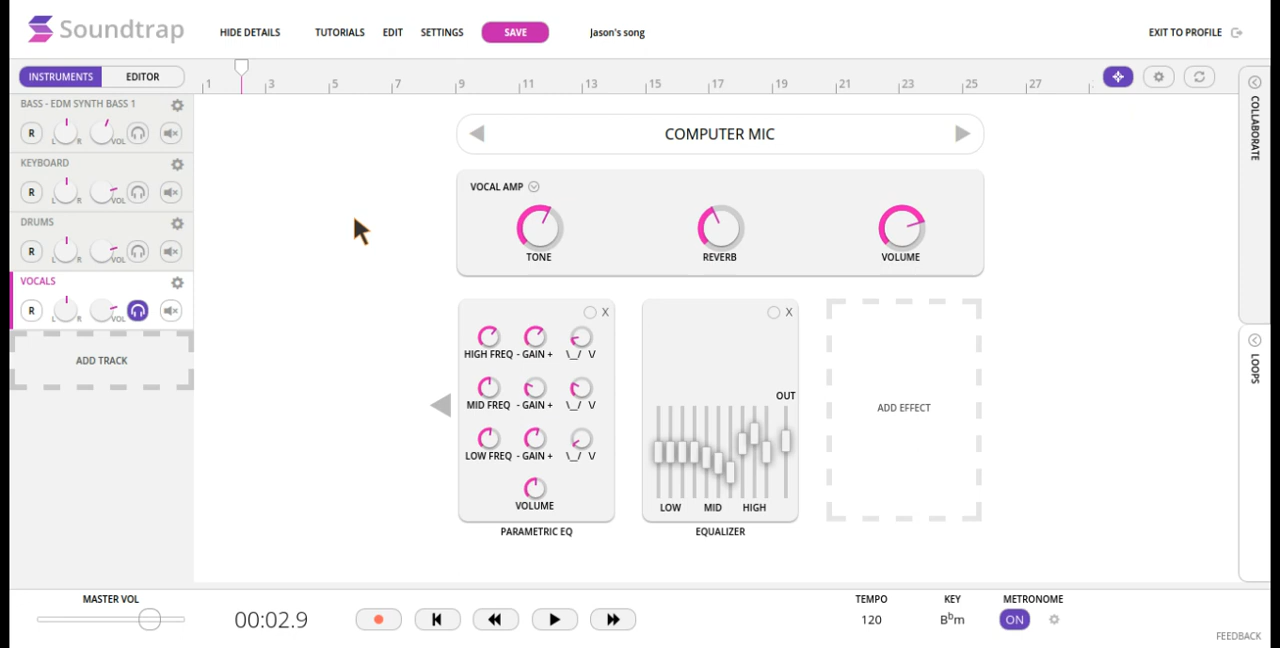 Soundtrap
HIDE DETAILS TUTORIALS EDIT SETTINGS SAVE Jason's song EXIT TO PROFILE
INSTRUMENTS EDITOR
1 3 5 7 9 11 13 15 17 19 21 23 25 27
COLLABORATE
LOOPS
BASS - EDM SYNTH BASS 1
R L R VOL
KEYBOARD
R L R VOL
DRUMS
R L R VOL
VOCALS
R L R VOL
ADD TRACK
COMPUTER MIC
VOCAL AMP
TONE REVERB VOLUME
X
HIGH FREQ - GAIN + \_/ V
MID FREQ - GAIN + \_/ V
LOW FREQ - GAIN + \_/ V
VOLUME
PARAMETRIC EQ
X
OUT
LOW MID HIGH
EQUALIZER
ADD EFFECT
MASTER VOL
00:02.9
TEMPO KEY METRONOME
120 Bbm ON
FEEDBACK